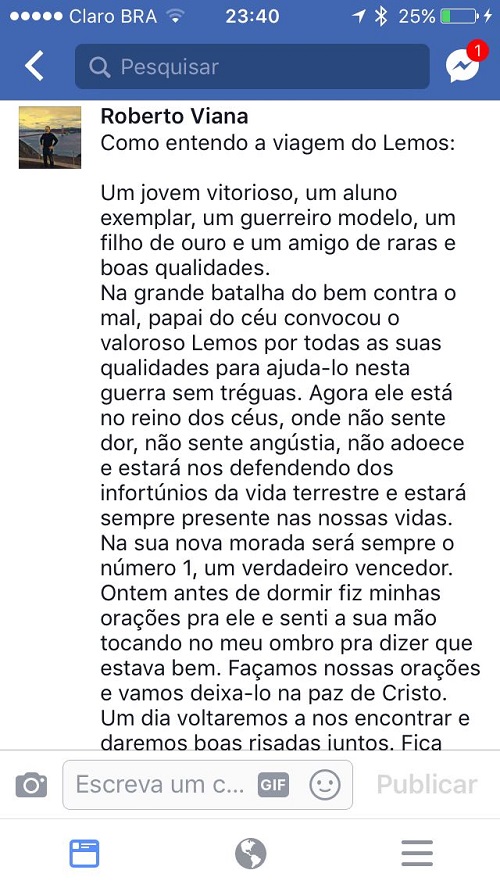 Claro BRA 23:40 25%
Pesquisar 1
Roberto Viana
Como entendo a viagem do Lemos:
Um jovem vitorioso, um aluno
exemplar, um guerreiro modelo, um
filho de ouro e um amigo de raras e
boas qualidades.
Na grande batalha do bem contra o
mal, papai do céu convocou o
valoroso Lemos por todas as suas
qualidades para ajuda-lo nesta
guerra sem tréguas. Agora ele está
no reino dos céus, onde não sente
dor, não sente angústia, não adoece
e estará nos defendendo dos
infortúnios da vida terrestre e estará
sempre presente nas nossas vidas.
Na sua nova morada será sempre o
número 1, um verdadeiro vencedor.
Ontem antes de dormir fiz minhas
orações pra ele e senti a sua mão
tocando no meu ombro pra dizer que
estava bem. Façamos nossas orações
e vamos deixa-lo na paz de Cristo.
Um dia voltaremos a nos encontrar e
daremos boas risadas juntos. Fica
Escreva um c... GIF Publicar